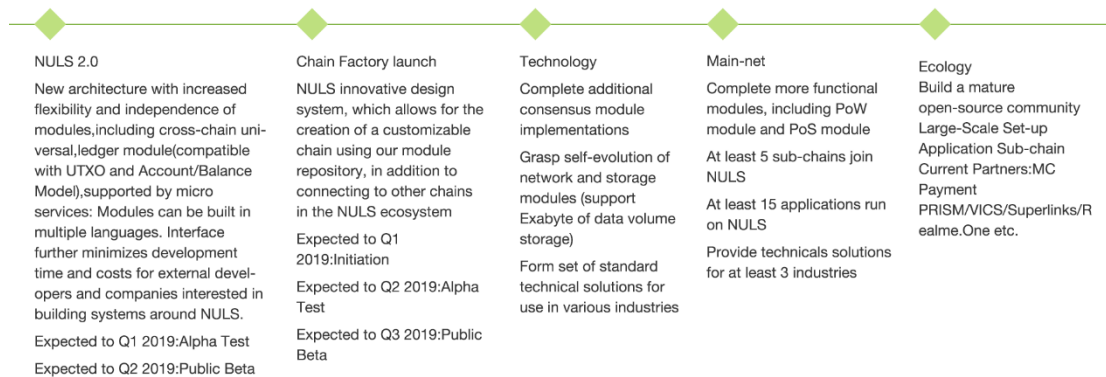 NULS 2.0
New architecture with increased
flexibility and independence of
modules,including cross-chain uni-
versal,ledger module(compatible
with UTXO and Account/Balance
Model),supported by micro
services: Modules can be built in
multiple languages. Interface
further minimizes development
time and costs for external devel-
opers and companies interested in
building systems around NULS.
Expected to Q1 2019:Alpha Test
Expected to Q2 2019:Public Beta
Chain Factory launch
NULS innovative design
system, which allows for the
creation of a customizable
chain using our module
repository, in addition to
connecting to other chains
in the NULS ecosystem
Expected to Q1
2019:Initiation
Expected to Q2 2019:Alpha
Test
Expected to Q3 2019:Public
Beta
Technology
Complete additional
consensus module
implementations
Grasp self-evolution of
network and storage
modules (support
Exabyte of data volume
storage)
Form set of standard
technical solutions for
use in various industries
Main-net
Complete more functional
modules, including PoW
module and PoS module
At least 5 sub-chains join
NULS
At least 15 applications run
on NULS
Provide technicals solutions
for at least 3 industries
Ecology
Build a mature
open-source community
Large-Scale Set-up
Application Sub-chain
Current Partners:MC
Payment
PRISM/VICS/Superlinks/R
ealme.One etc.